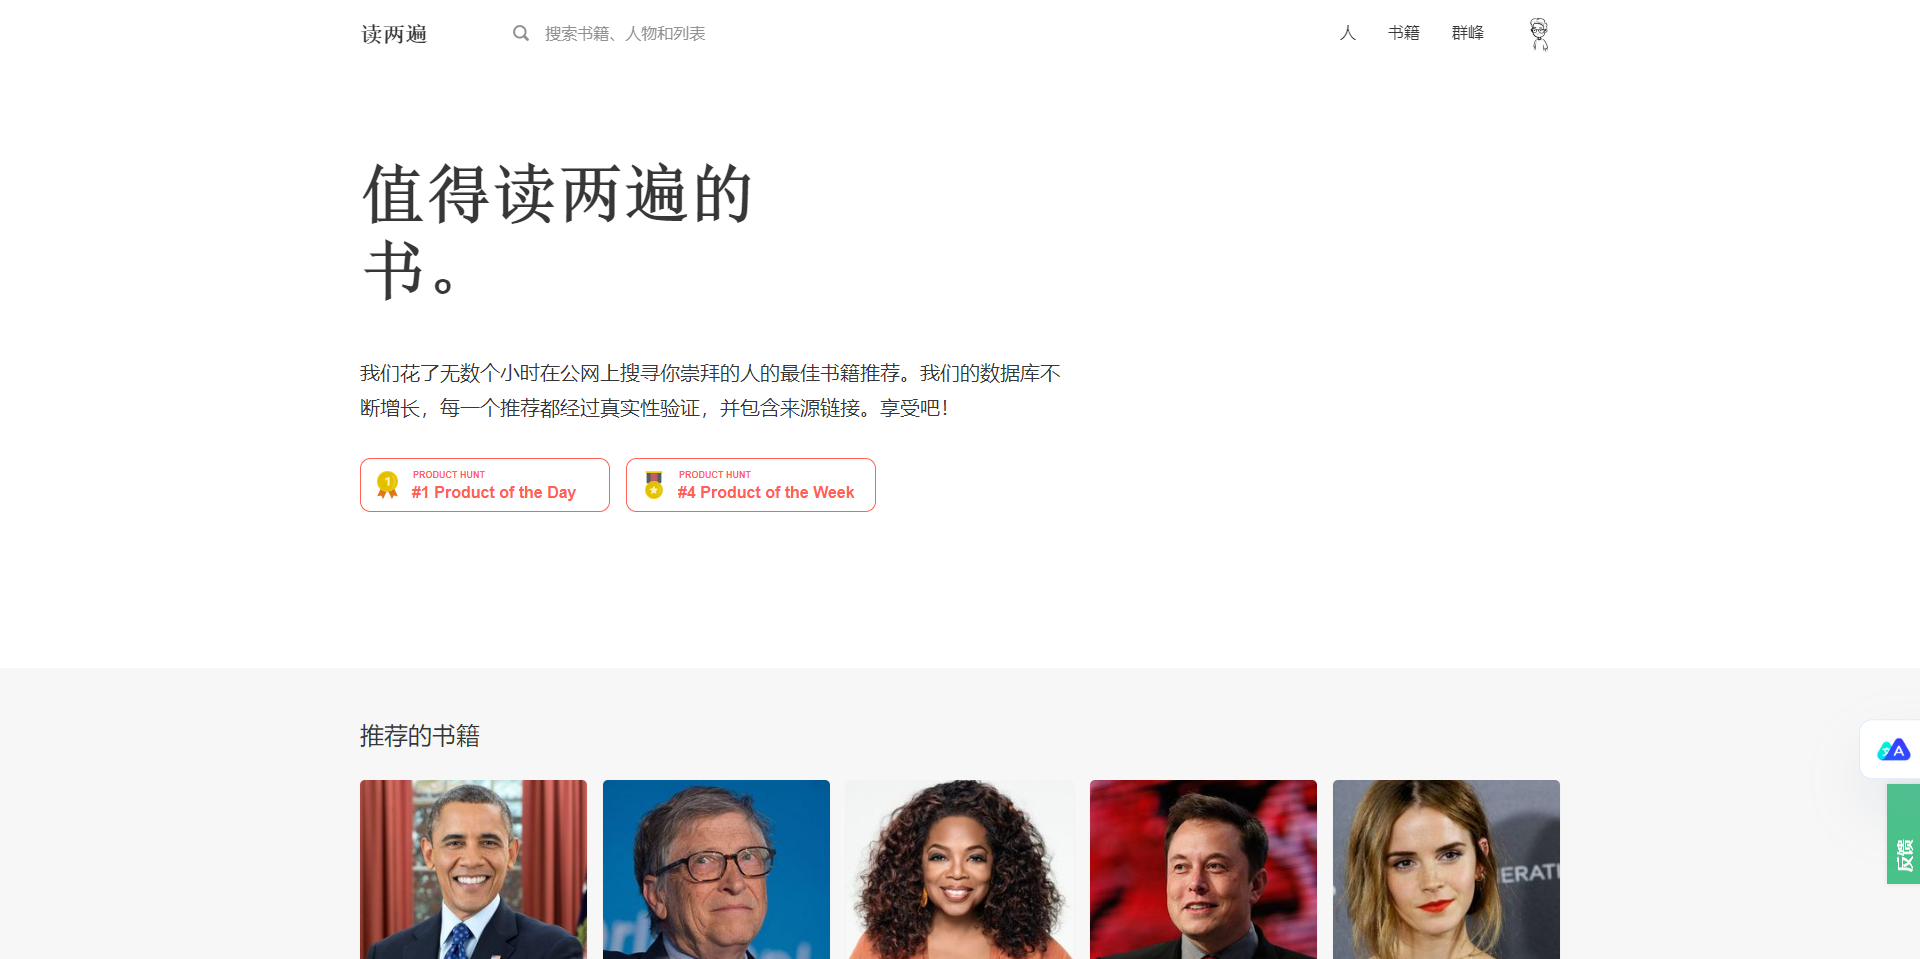 读两遍
搜索书籍、人物和列表
人
书籍
群峰
值得读两遍的
书。
我们花了无数个小时在公网上搜寻你崇拜的人的最佳书籍推荐。我们的数据库不
断增长，每一个推荐都经过真实性验证，并包含来源链接。享受吧！
1
PRODUCT HUNT
#1 Product of the Day
PRODUCT HUNT
#4 Product of the Week
推荐的书籍
A
反馈
ERATI